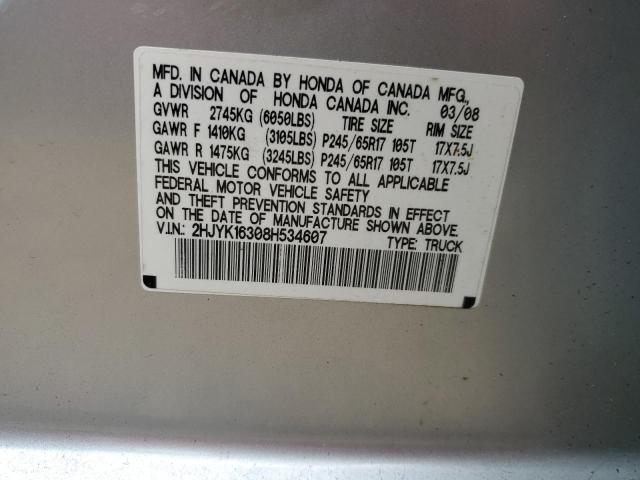 MFD. IN CANADA BY HONDA OF CANADA MFG.,
A DIVISION OF HONDA CANADA INC. 03/08
GVWR 2745KG (6050LBS) TIRE SIZE RIM SIZE
GAWR F 1410KG (3105LBS) P245/65R17 105T 17X7.5J
GAWR R 1475KG (3245LBS) P245/65R17 105T 17X7.5J
THIS VEHICLE CONFORMS TO ALL APPLICABLE
FEDERAL MOTOR VEHICLE SAFETY
AND THEFT PREVENTION STANDARDS IN EFFECT
ON THE DATE OF MANUFACTURE SHOWN ABOVE.
V.I.N.: 2HJYK16308H534607 TYPE: TRUCK